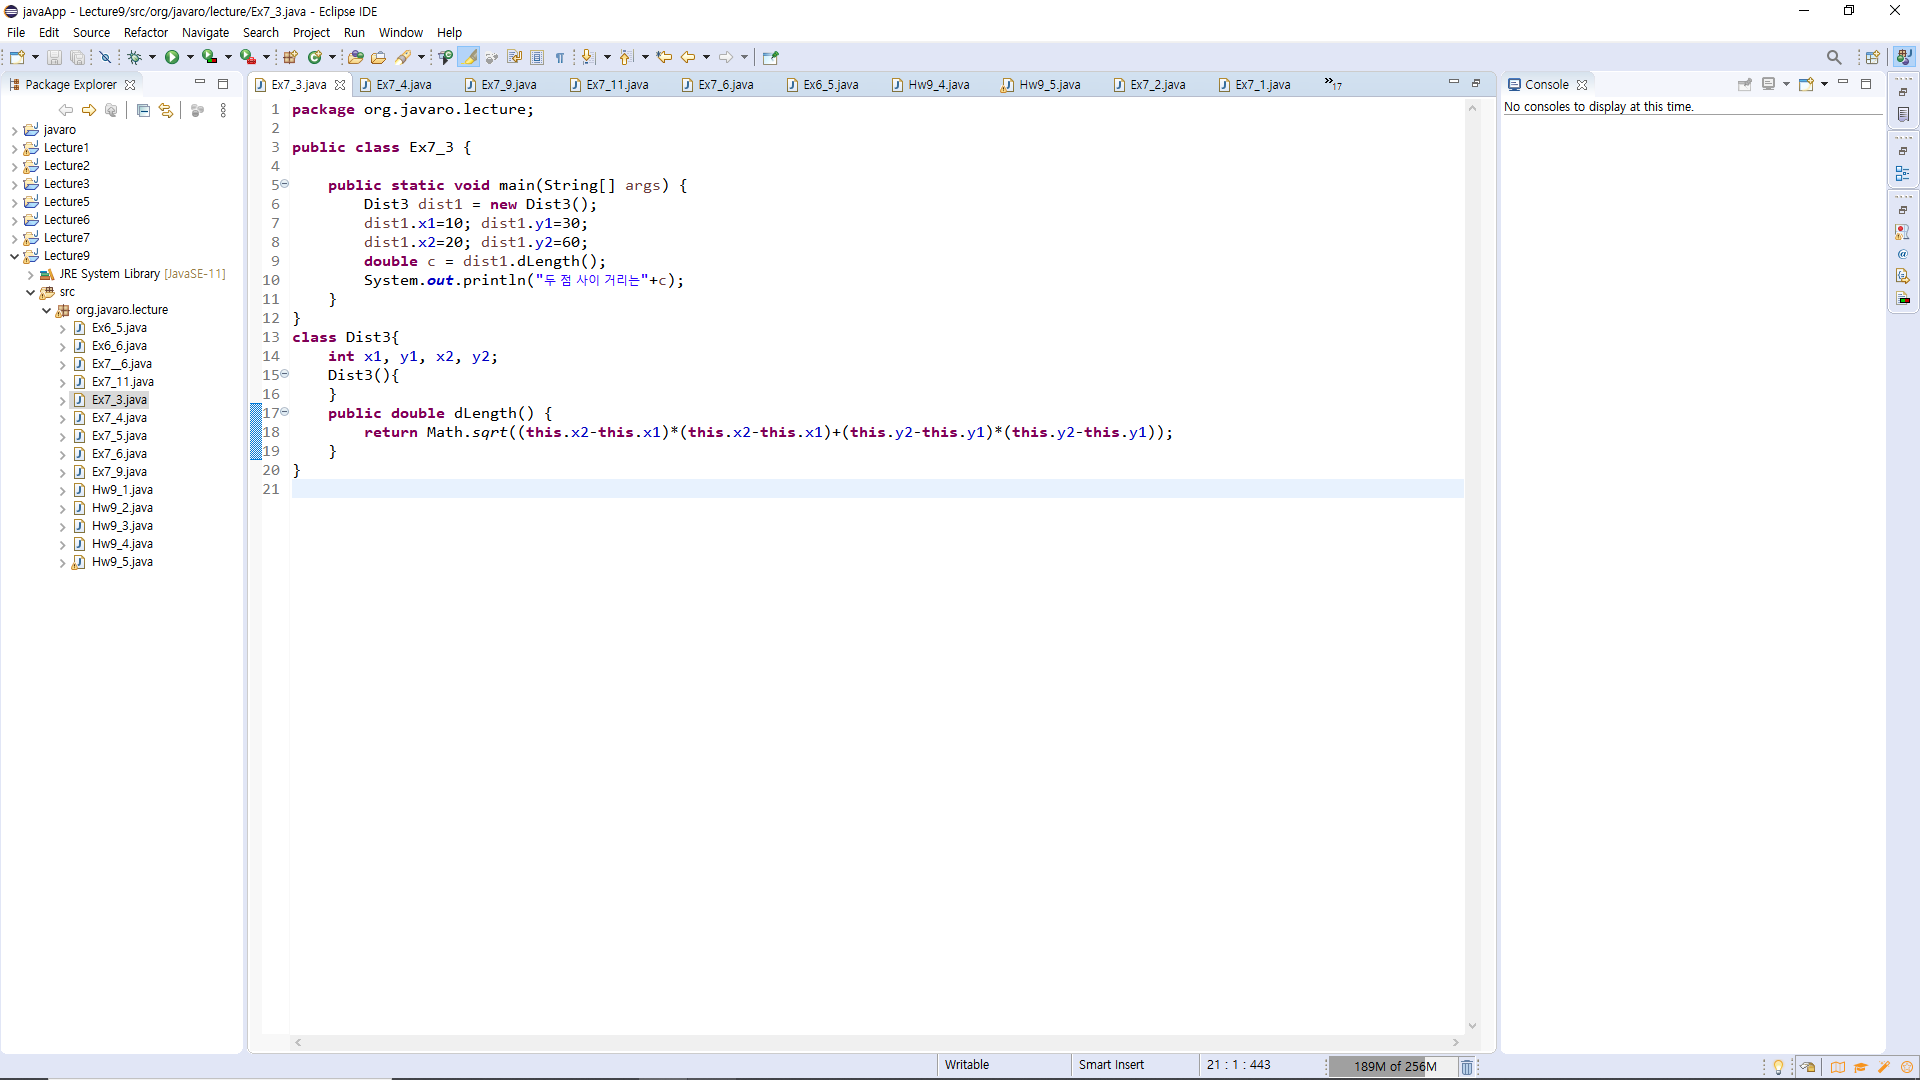 javaApp - Lecture9/src/org/javaro/lecture/Ex7_3.java - Eclipse IDE
File Edit Source Refactor Navigate Search Project Run Window Help
Package Explorer
javaro
Lecture1
Lecture2
Lecture3
Lecture5
Lecture6
Lecture7
Lecture9
JRE System Library [JavaSE-11]
src
org.javaro.lecture
Ex6_5.java
Ex6_6.java
Ex7__6.java
Ex7_11.java
Ex7_3.java
Ex7_4.java
Ex7_5.java
Ex7_6.java
Ex7_9.java
Hw9_1.java
Hw9_2.java
Hw9_3.java
Hw9_4.java
Hw9_5.java
Ex7_3.java Ex7_4.java Ex7_9.java Ex7_11.java Ex7_6.java Ex6_5.java Hw9_4.java Hw9_5.java Ex7_2.java Ex7_1.java »17
1 package org.javaro.lecture;
2
3 public class Ex7_3 {
4
5 public static void main(String[] args) {
6 Dist3 dist1 = new Dist3();
7 dist1.x1=10; dist1.y1=30;
8 dist1.x2=20; dist1.y2=60;
9 double c = dist1.dLength();
10 System.out.println("두 점 사이 거리는"+c);
11 }
12 }
13 class Dist3{
14 int x1, y1, x2, y2;
15 Dist3(){
16 }
17 public double dLength() {
18 return Math.sqrt((this.x2-this.x1)*(this.x2-this.x1)+(this.y2-this.y1)*(this.y2-this.y1));
19 }
20 }
21
Console
No consoles to display at this time.
Writable Smart Insert 21 : 1 : 443 189M of 256M